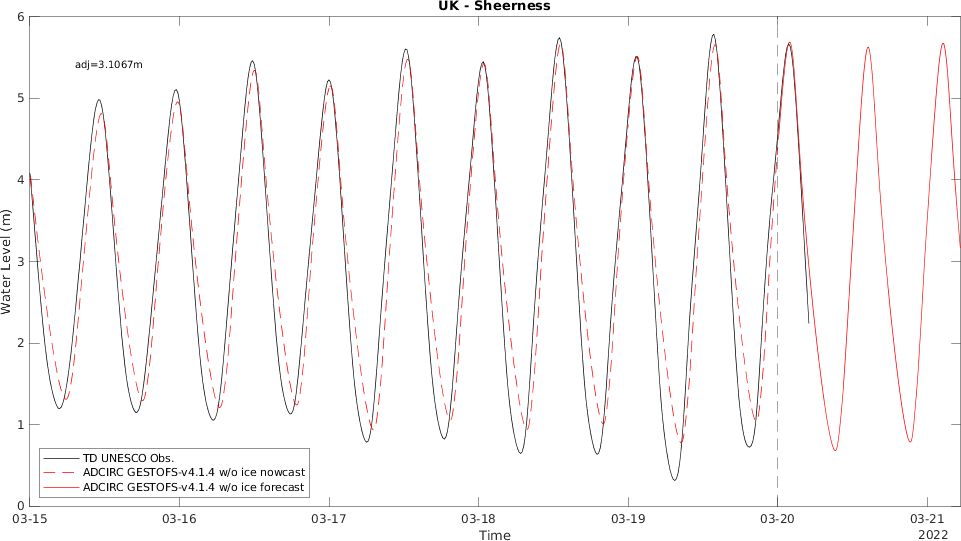 UK - Sheerness
adj=3.1067m
6
5
4
3
2
1
0
Water Level (m)
TD UNESCO Obs.
ADCIRC GESTOFS-v4.1.4 w/o ice nowcast
ADCIRC GESTOFS-v4.1.4 w/o ice forecast
03-15 03-16 03-17 03-18 03-19 03-20 03-21
Time
2022